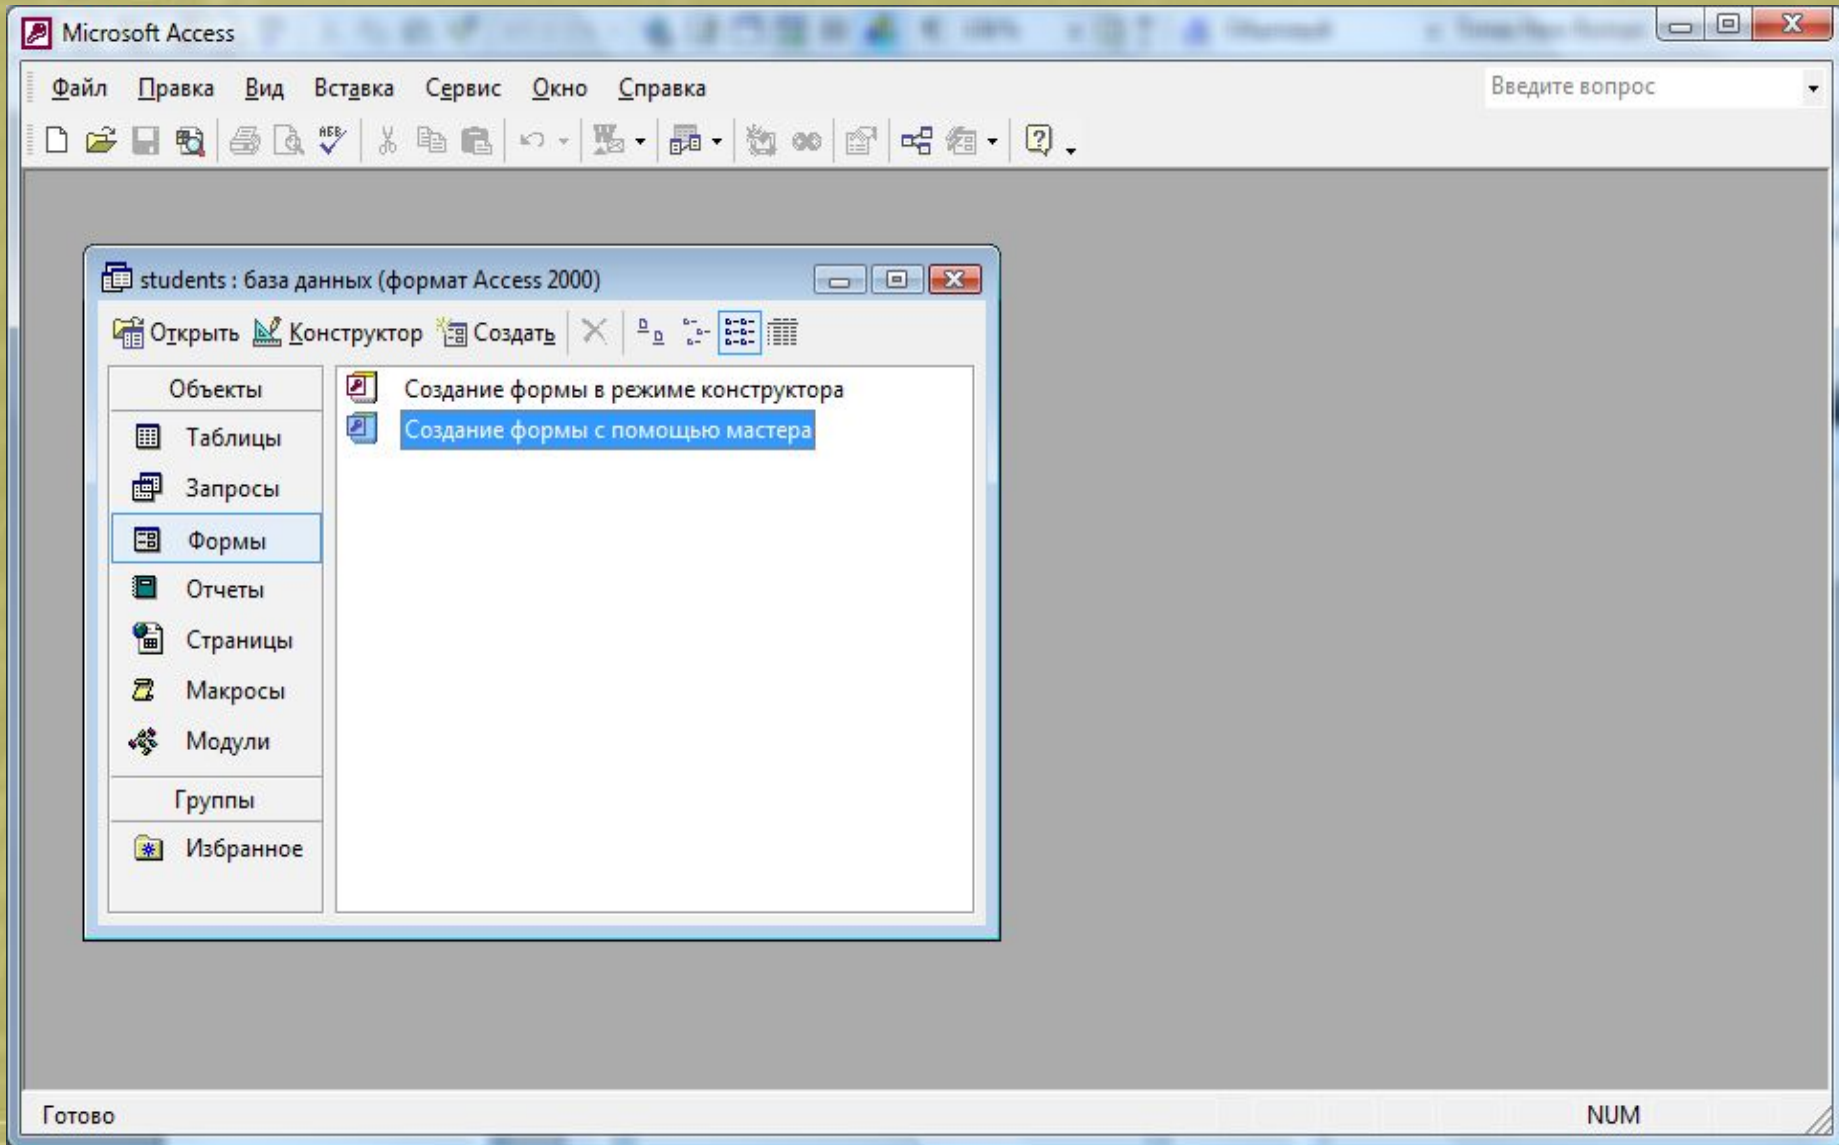 Microsoft Access
Файл Правка Вид Вставка Сервис Окно Справка
Введите вопрос
students : база данных (формат Access 2000)
Открыть Конструктор Создать
Объекты
Таблицы
Запросы
Формы
Отчеты
Страницы
Макросы
Модули
Группы
Избранное
Создание формы в режиме конструктора
Создание формы с помощью мастера
Готово
NUM